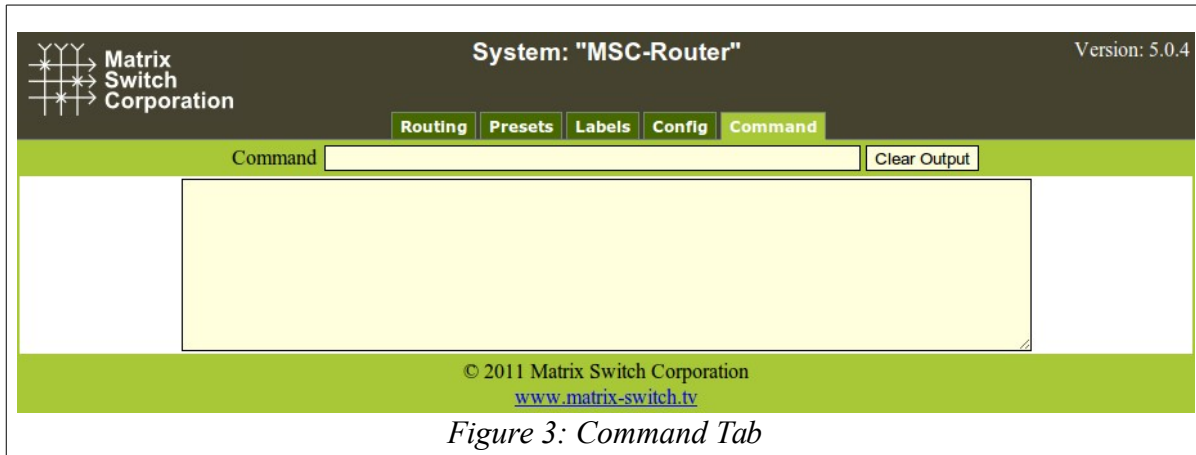 Matrix
Switch
Corporation
System: "MSC-Router"
Version: 5.0.4
Routing Presets Labels Config Command
Command Clear Output
© 2011 Matrix Switch Corporation
www.matrix-switch.tv
Figure 3: Command Tab